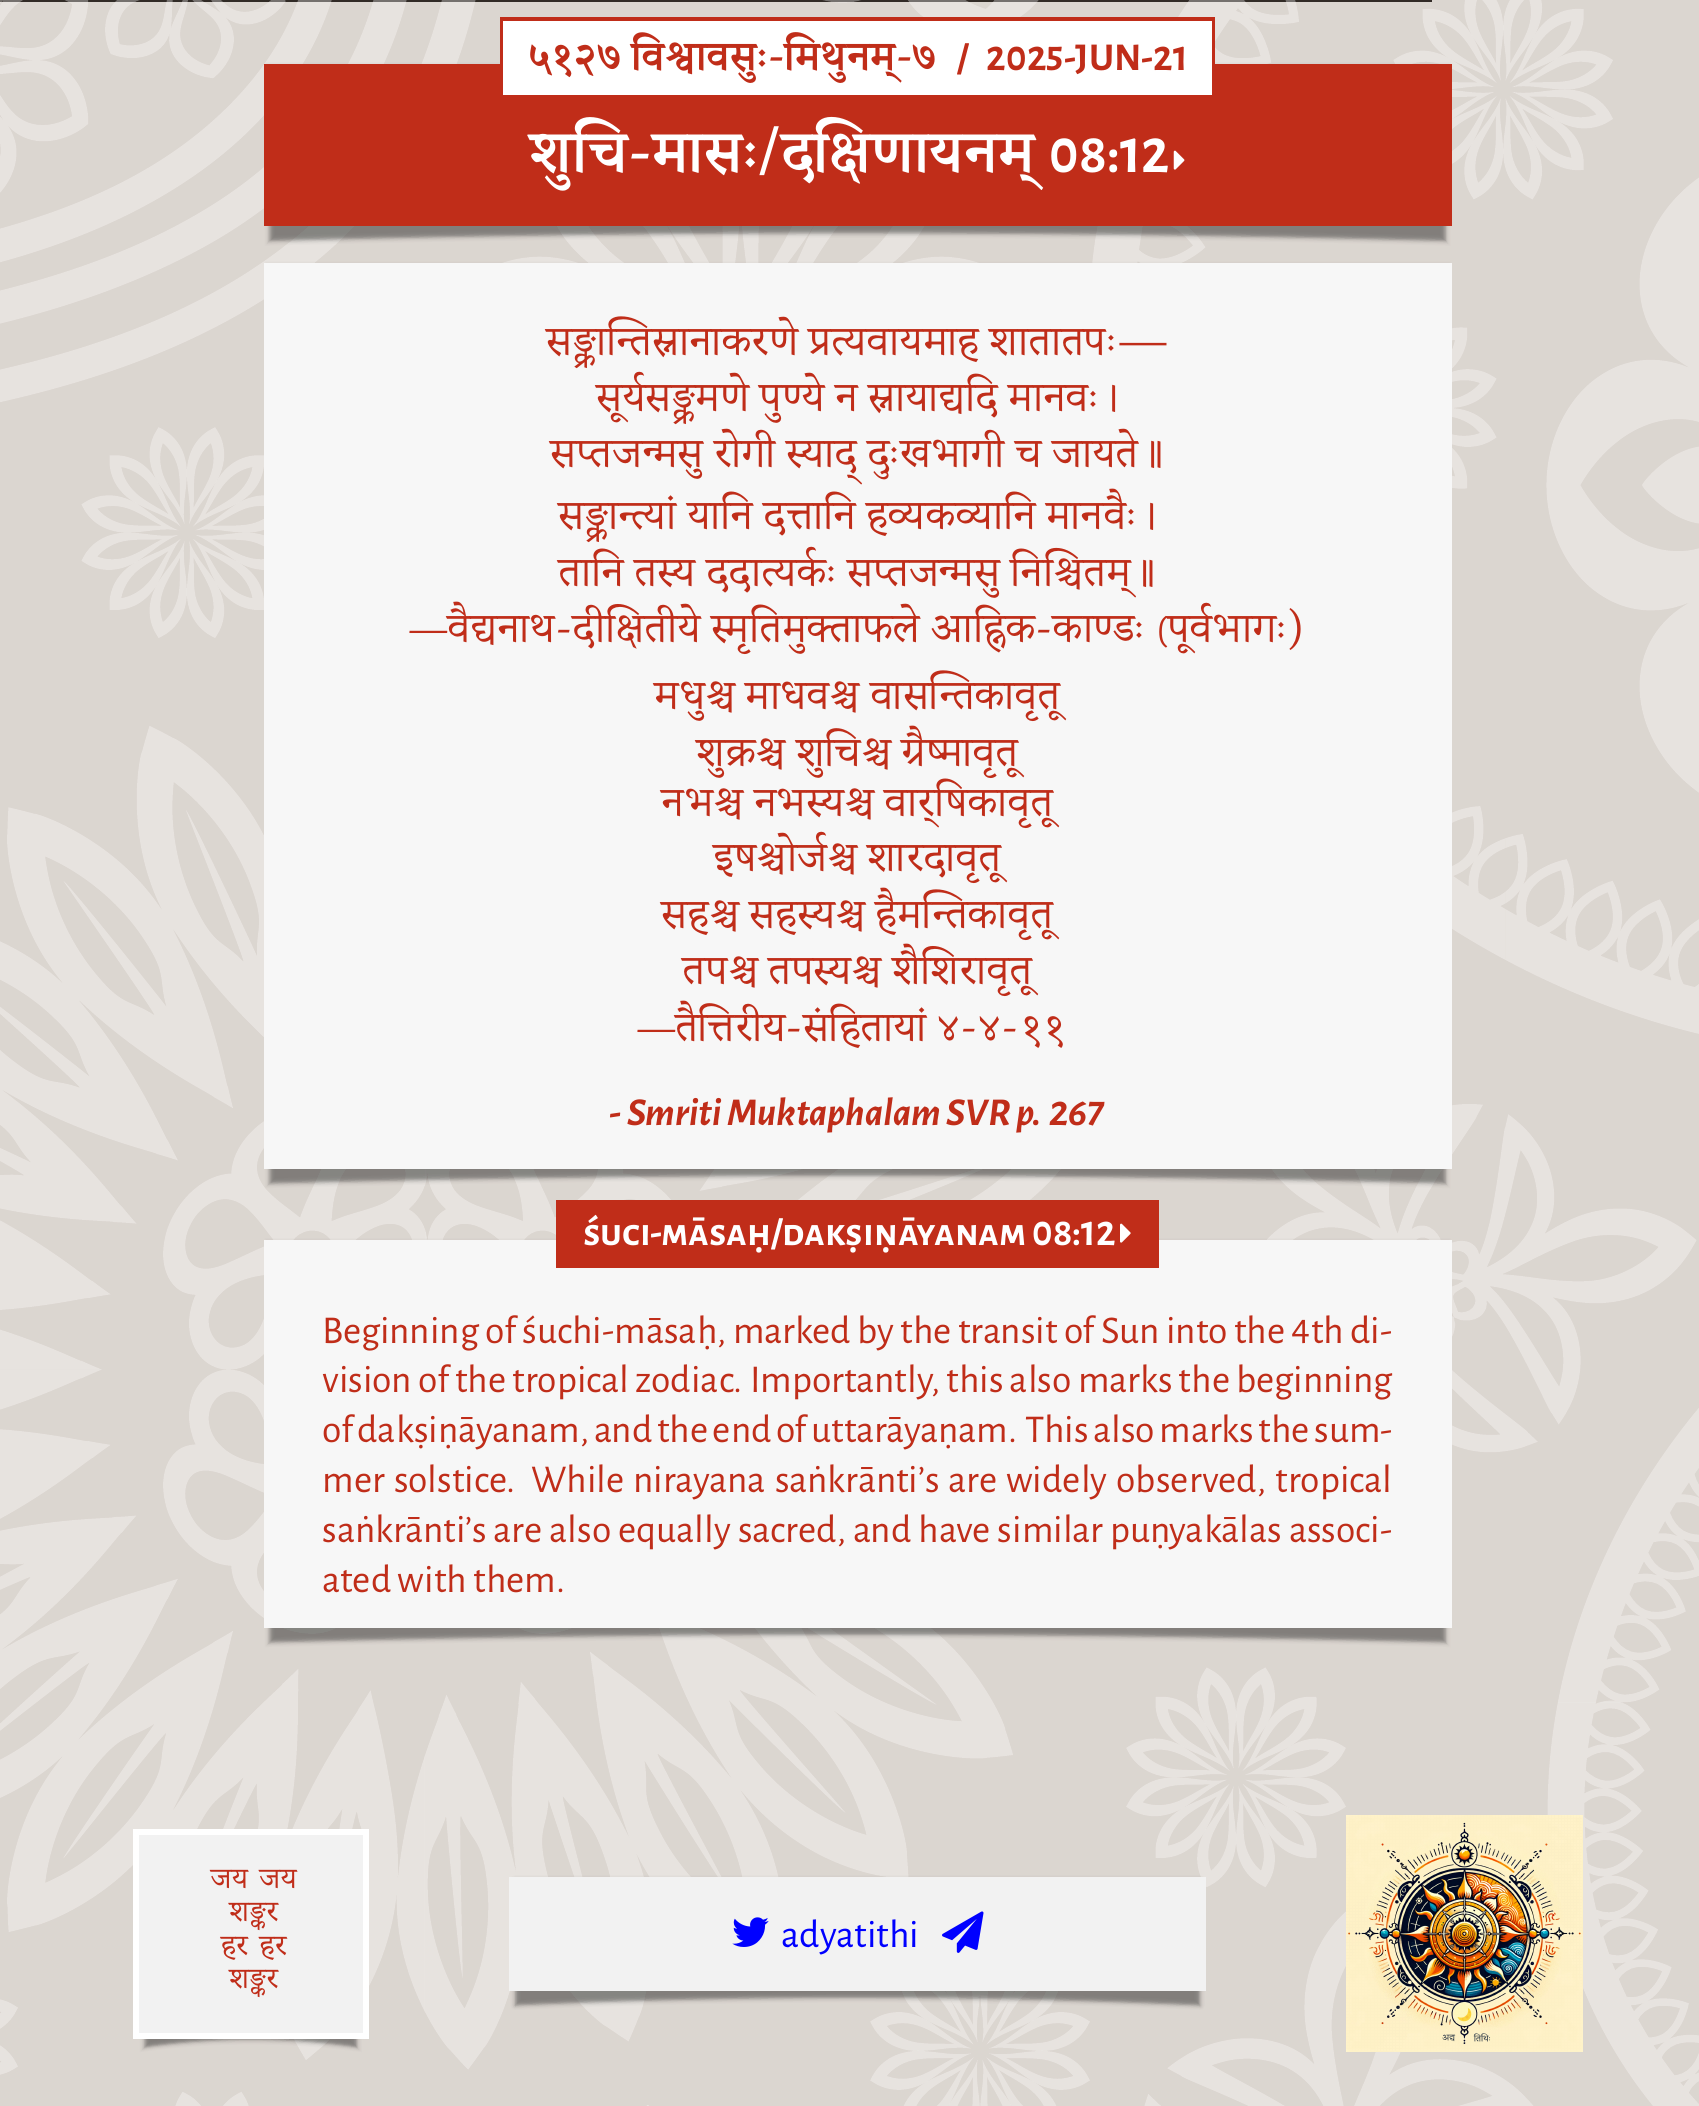 ५१२७ विश्वावसुः-मिथुनम्-७ / 2025-JUN-21
शुचि-मासः/दक्षिणायनम् 08:12
सङ्क्रान्तिस्नानाकरणे प्रत्यवायमाह शातातपः—
सूर्यसङ्क्रमणे पुण्ये न स्नायाद्यदि मानवः।
सप्तजन्मसु रोगी स्याद् दुःखभागी च जायते॥
सङ्क्रान्त्यां यानि दत्तानि हव्यकव्यानि मानवैः।
तानि तस्य ददात्यर्कः सप्तजन्मसु निश्चितम्॥
—वैद्यनाथ-दीक्षितीये स्मृतिमुक्ताफले आह्निक-काण्डः (पूर्वभागः)
मधुश्च माधवश्च वासन्तिकावृतू
शुक्रश्च शुचिश्च ग्रैष्मावृतू
नभश्च नभस्यश्च वार्षिकावृतू
इषश्चोर्जश्च शारदावृतू
सहश्च सहस्यश्च हैमन्तिकावृतू
तपश्च तपस्यश्च शैशिरावृतू
—तैत्तिरीय-संहितायां ४-४-११
- Smriti Muktaphalam SVR p. 267
ŚUCI-MĀSAḤ/DAKṢIṆĀYANAM 08:12
Beginning of śuchi-māsaḥ, marked by the transit of Sun into the 4th di-
vision of the tropical zodiac. Importantly, this also marks the beginning
of dakṣiṇāyanam, and the end of uttarāyaṇam. This also marks the sum-
mer solstice. While nirayana saṅkrānti’s are widely observed, tropical
saṅkrānti’s are also equally sacred, and have similar puṇyakālas associ-
ated with them.
जय जय
शङ्कर
हर हर
शङ्कर
adyatithi
अद्य तिथिः